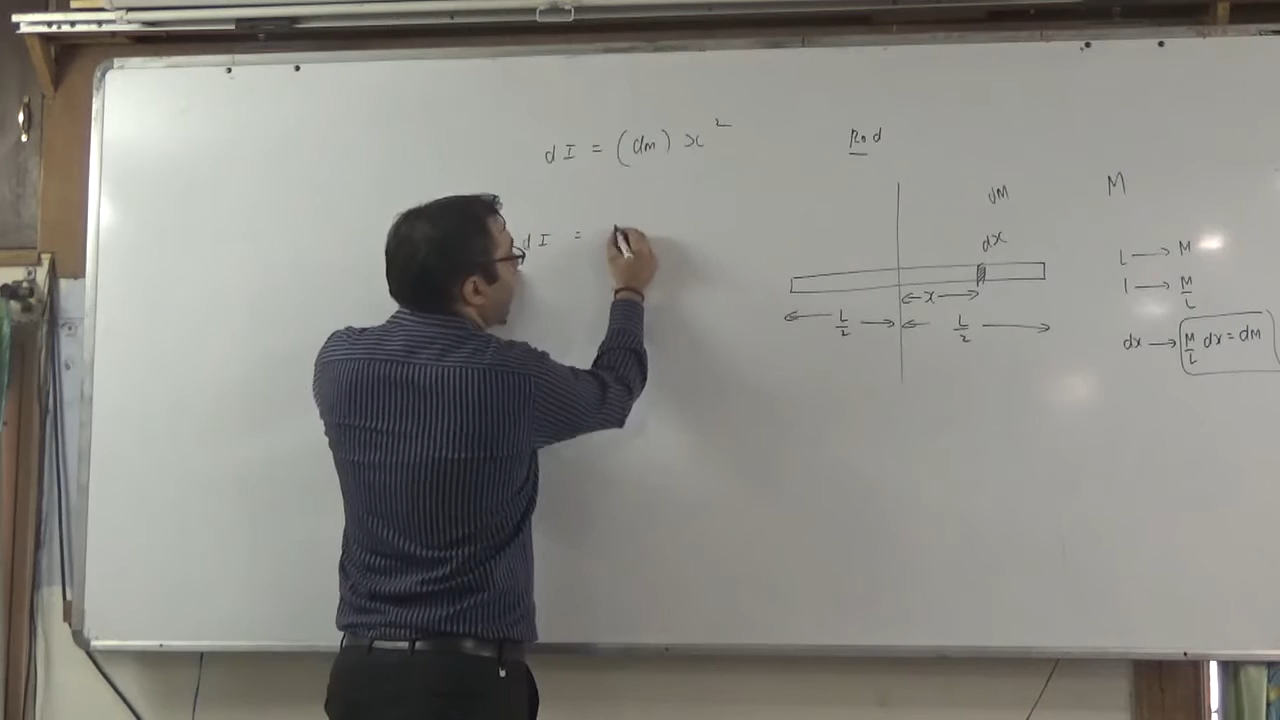 dI = (dm) x²
dI =
Rod
dM
dx
x
L/2
L/2
M
L → M
1 → M/L
dx → M/L dx = dM